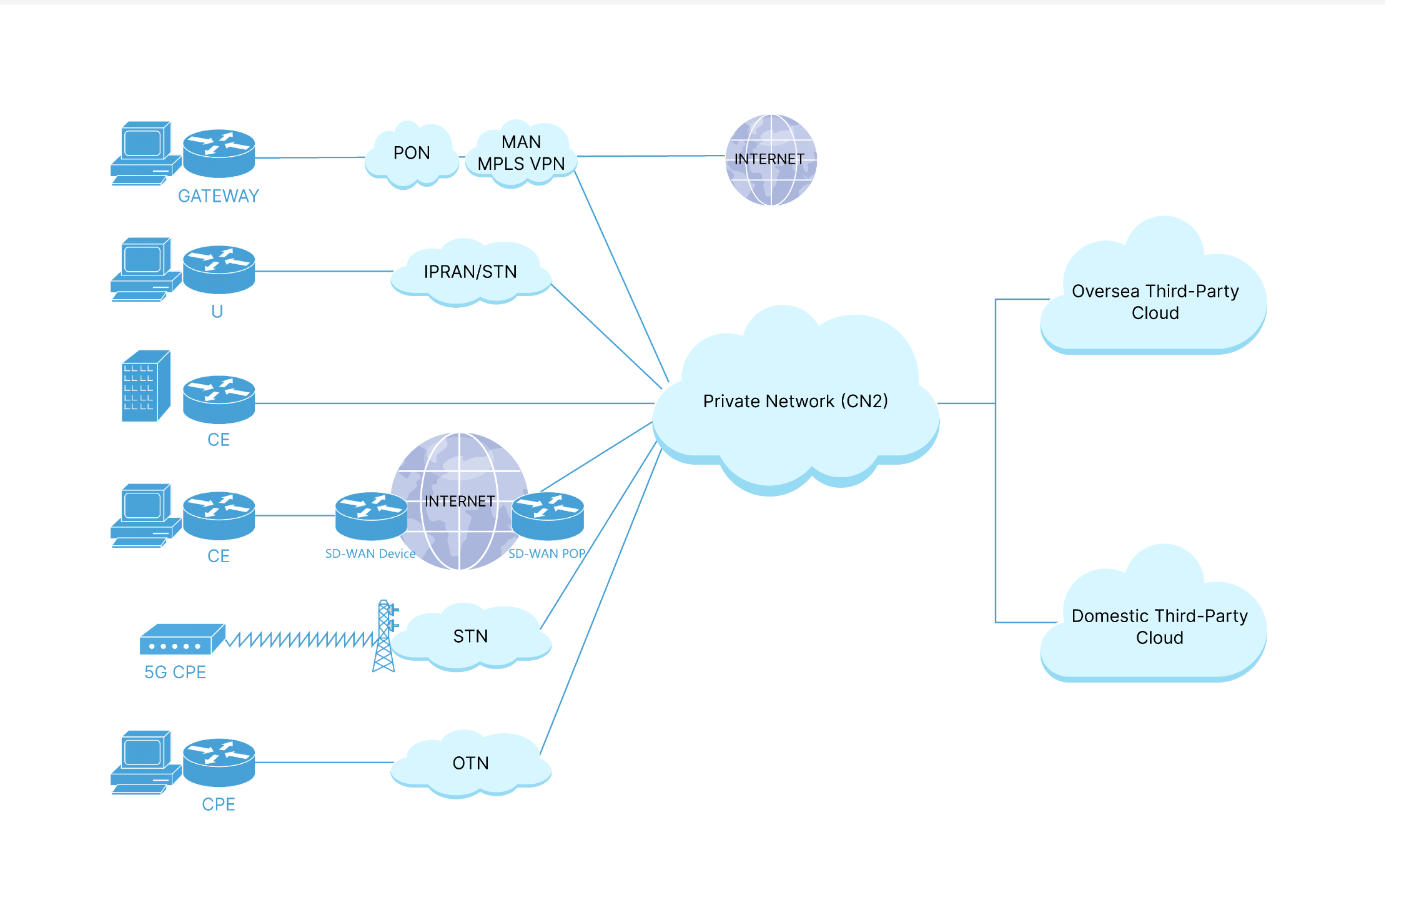 PON
MAN
MPLS VPN
INTERNET
GATEWAY
IPRAN/STN
U
Oversea Third-Party
Cloud
Private Network (CN2)
CE
INTERNET
CE
SD-WAN Device
SD-WAN POP
STN
5G CPE
Domestic Third-Party
Cloud
OTN
CPE